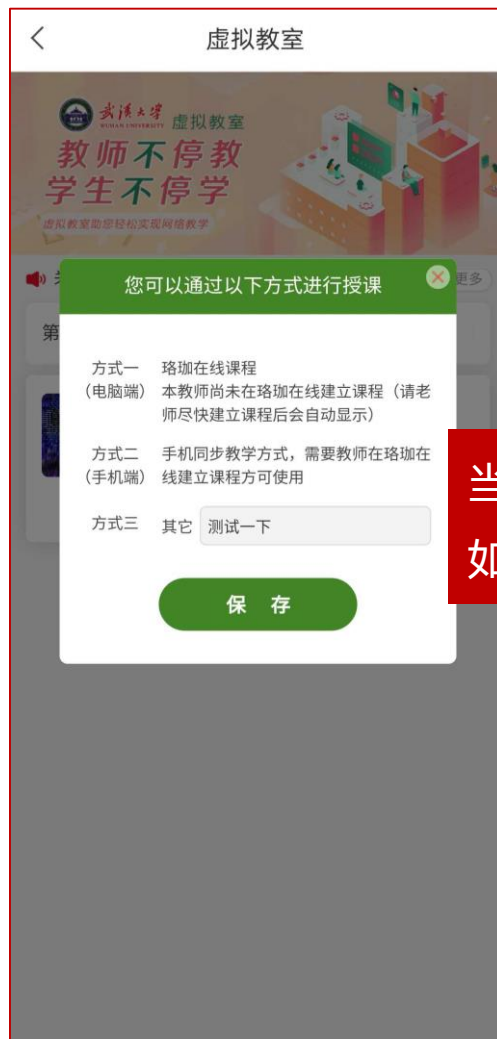 虚拟教室
武汉大学 虚拟教室
WUHAN UNIVERSITY
教师不停教
学生不停学
虚拟教室助您轻松实现网络教学
更多
第
您可以通过以下方式进行授课
方式一 珞珈在线课程
(电脑端) 本教师尚未在珞珈在线建立课程（请老
师尽快建立课程后会自动显示）
方式二 手机同步教学方式，需要教师在珞珈在
(手机端) 线建立课程方可使用
方式三 其它 测试一下
保 存
如